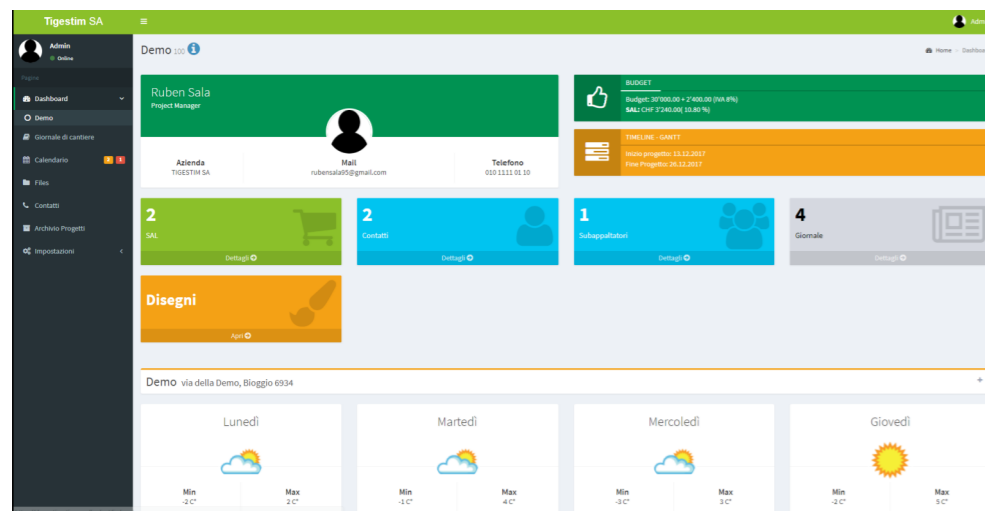 Tigestim SA
Admin
Online
Pagine
Dashboard
Demo
Giornale di cantiere
Calendario 2 1
Files
Contatti
Archivio Progetti
Impostazioni
Demo 100
Home > Dashboa
Ruben Sala
Project Manager
Azienda
TIGESTIM SA
Mail
rubensala95@gmail.com
Telefono
010 1111 01 10
BUDGET
Budget: 30'000.00 + 2'400.00 (IVA 8%)
SAL: CHF 3'240.00( 10.80 %)
TIMELINE - GANTT
Inizio progetto: 13.12.2017
Fine Progetto: 26.12.2017
2
SAL
Dettagli
2
Contatti
Dettagli
1
Subappaltatori
Dettagli
4
Giornale
Dettagli
Disegni
Apri
Demo via della Demo, Bioggio 6934
Lunedì
Min
-2 C°
Max
2 C°
Martedì
Min
-1 C°
Max
4 C°
Mercoledì
Min
-3 C°
Max
3 C°
Giovedì
Min
-2 C°
Max
5 C°